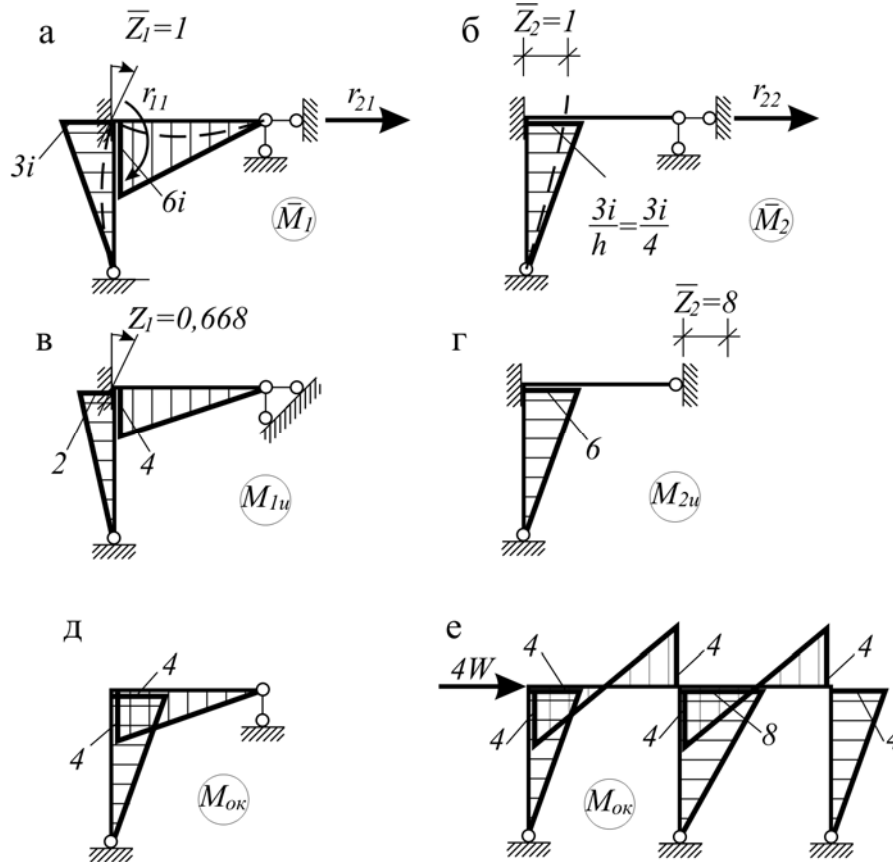 а
Z̅₁=1
r₁₁
r₂₁
3i
6i
M̅₁
б
Z̅₂=1
r₂₂
3i/h=3i/4
M̅₂
в
Z₁=0,668
2
4
M₁и
г
Z̅₂=8
6
M₂и
д
4
4
Mок
е
4W
4
4
4
4
4
8
4
Mок